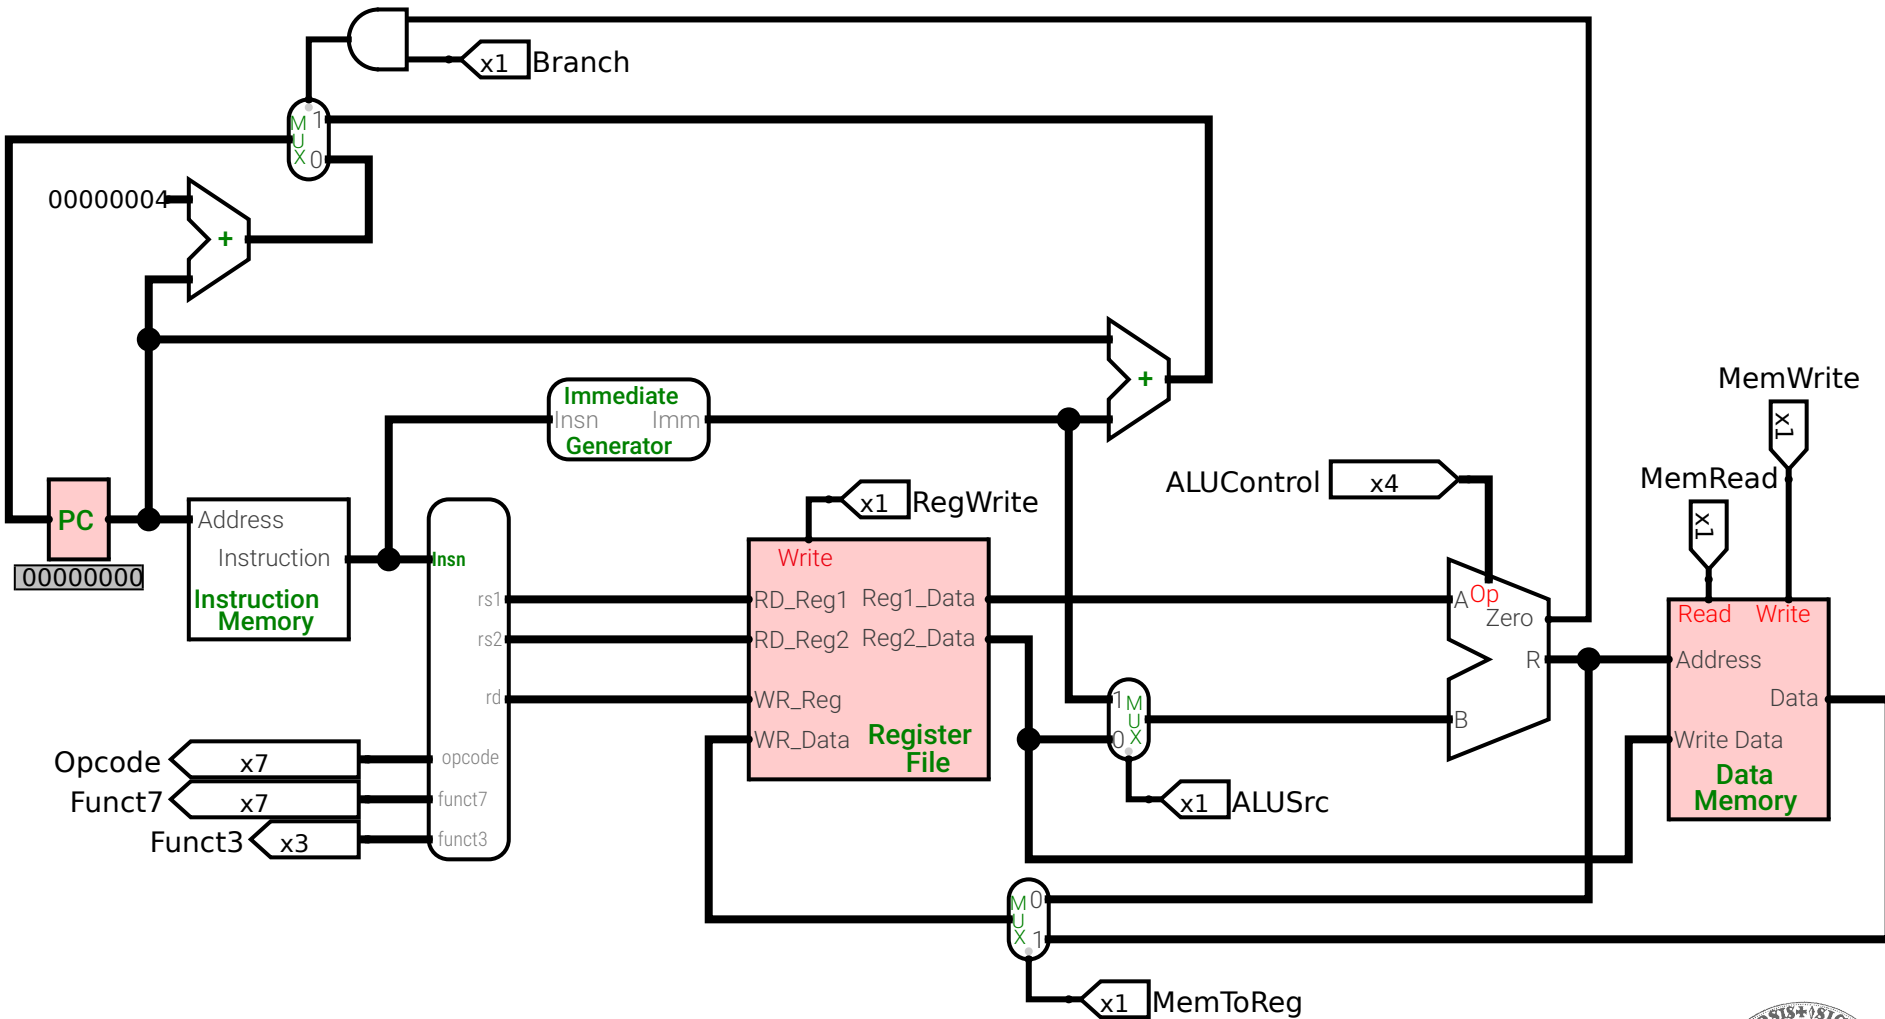 x1 Branch
M 1
U
X 0
00000004
+
+
MemWrite
x1
Immediate
Insn Imm
Generator
ALUControl x4
MemRead
x1
x1 RegWrite
PC
00000000
Address
Instruction
Instruction
Memory
Insn
rs1
rs2
rd
opcode
funct7
funct3
Opcode x7
Funct7 x7
Funct3 x3
Write
RD_Reg1 Reg1_Data
RD_Reg2 Reg2_Data
WR_Reg
WR_Data
Register
File
1 M
U
0 X
x1 ALUSrc
A Op
Zero
R
B
Read Write
Address
Data
Write Data
Data
Memory
M 0
U
X 1
x1 MemToReg